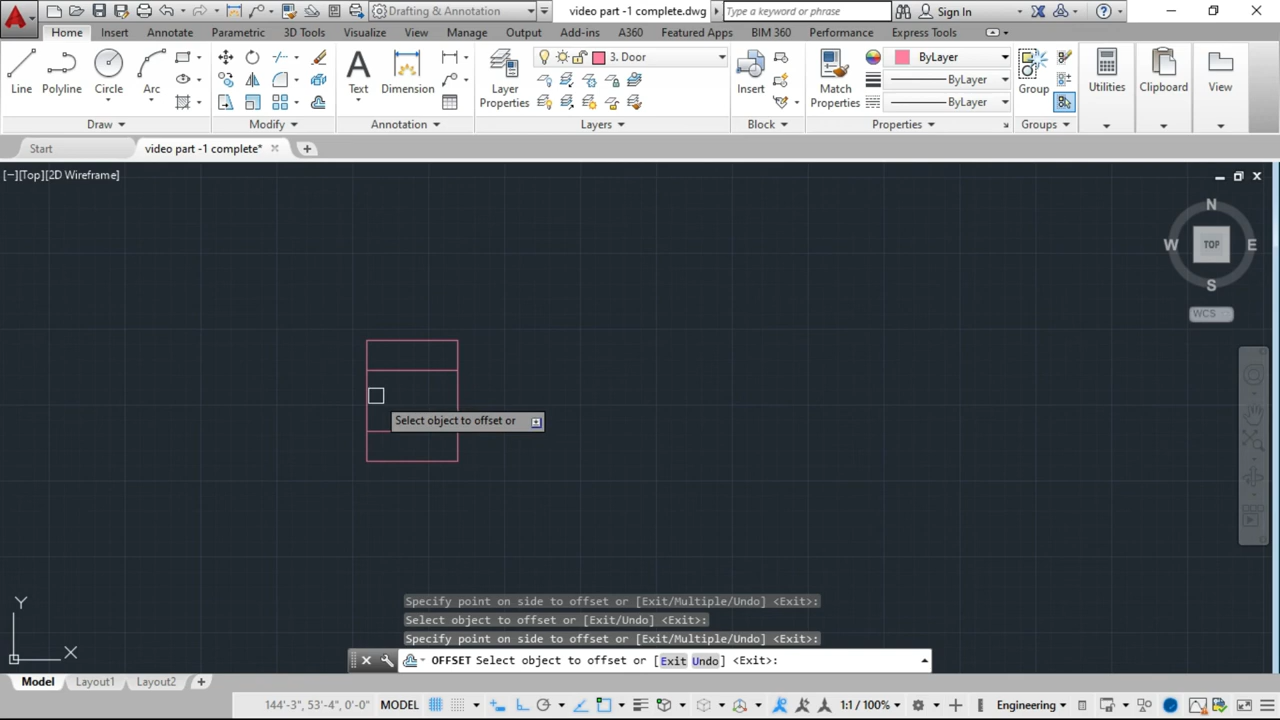 Drafting & Annotation
video part -1 complete.dwg
Type a keyword or phrase
Sign In
Home Insert Annotate Parametric 3D Tools Visualize View Manage Output Add-ins A360 Featured Apps BIM 360 Performance Express Tools
3. Door
ByLayer
ByLayer
ByLayer
Line Polyline Circle Arc Text Dimension Layer Properties Insert Match Properties Group Utilities Clipboard View
Draw Modify Annotation Layers Block Properties Groups
Start video part -1 complete*
[−][Top][2D Wireframe]
N
W TOP E
S
WCS
Select object to offset or
Specify point on side to offset or [Exit/Multiple/Undo] <Exit>:
Select object to offset or [Exit/Undo] <Exit>:
Specify point on side to offset or [Exit/Multiple/Undo] <Exit>:
OFFSET Select object to offset or [Exit Undo] <Exit>:
Y
X
Model Layout1 Layout2
144'-3", 53'-4", 0'-0" MODEL 1:1 / 100% Engineering